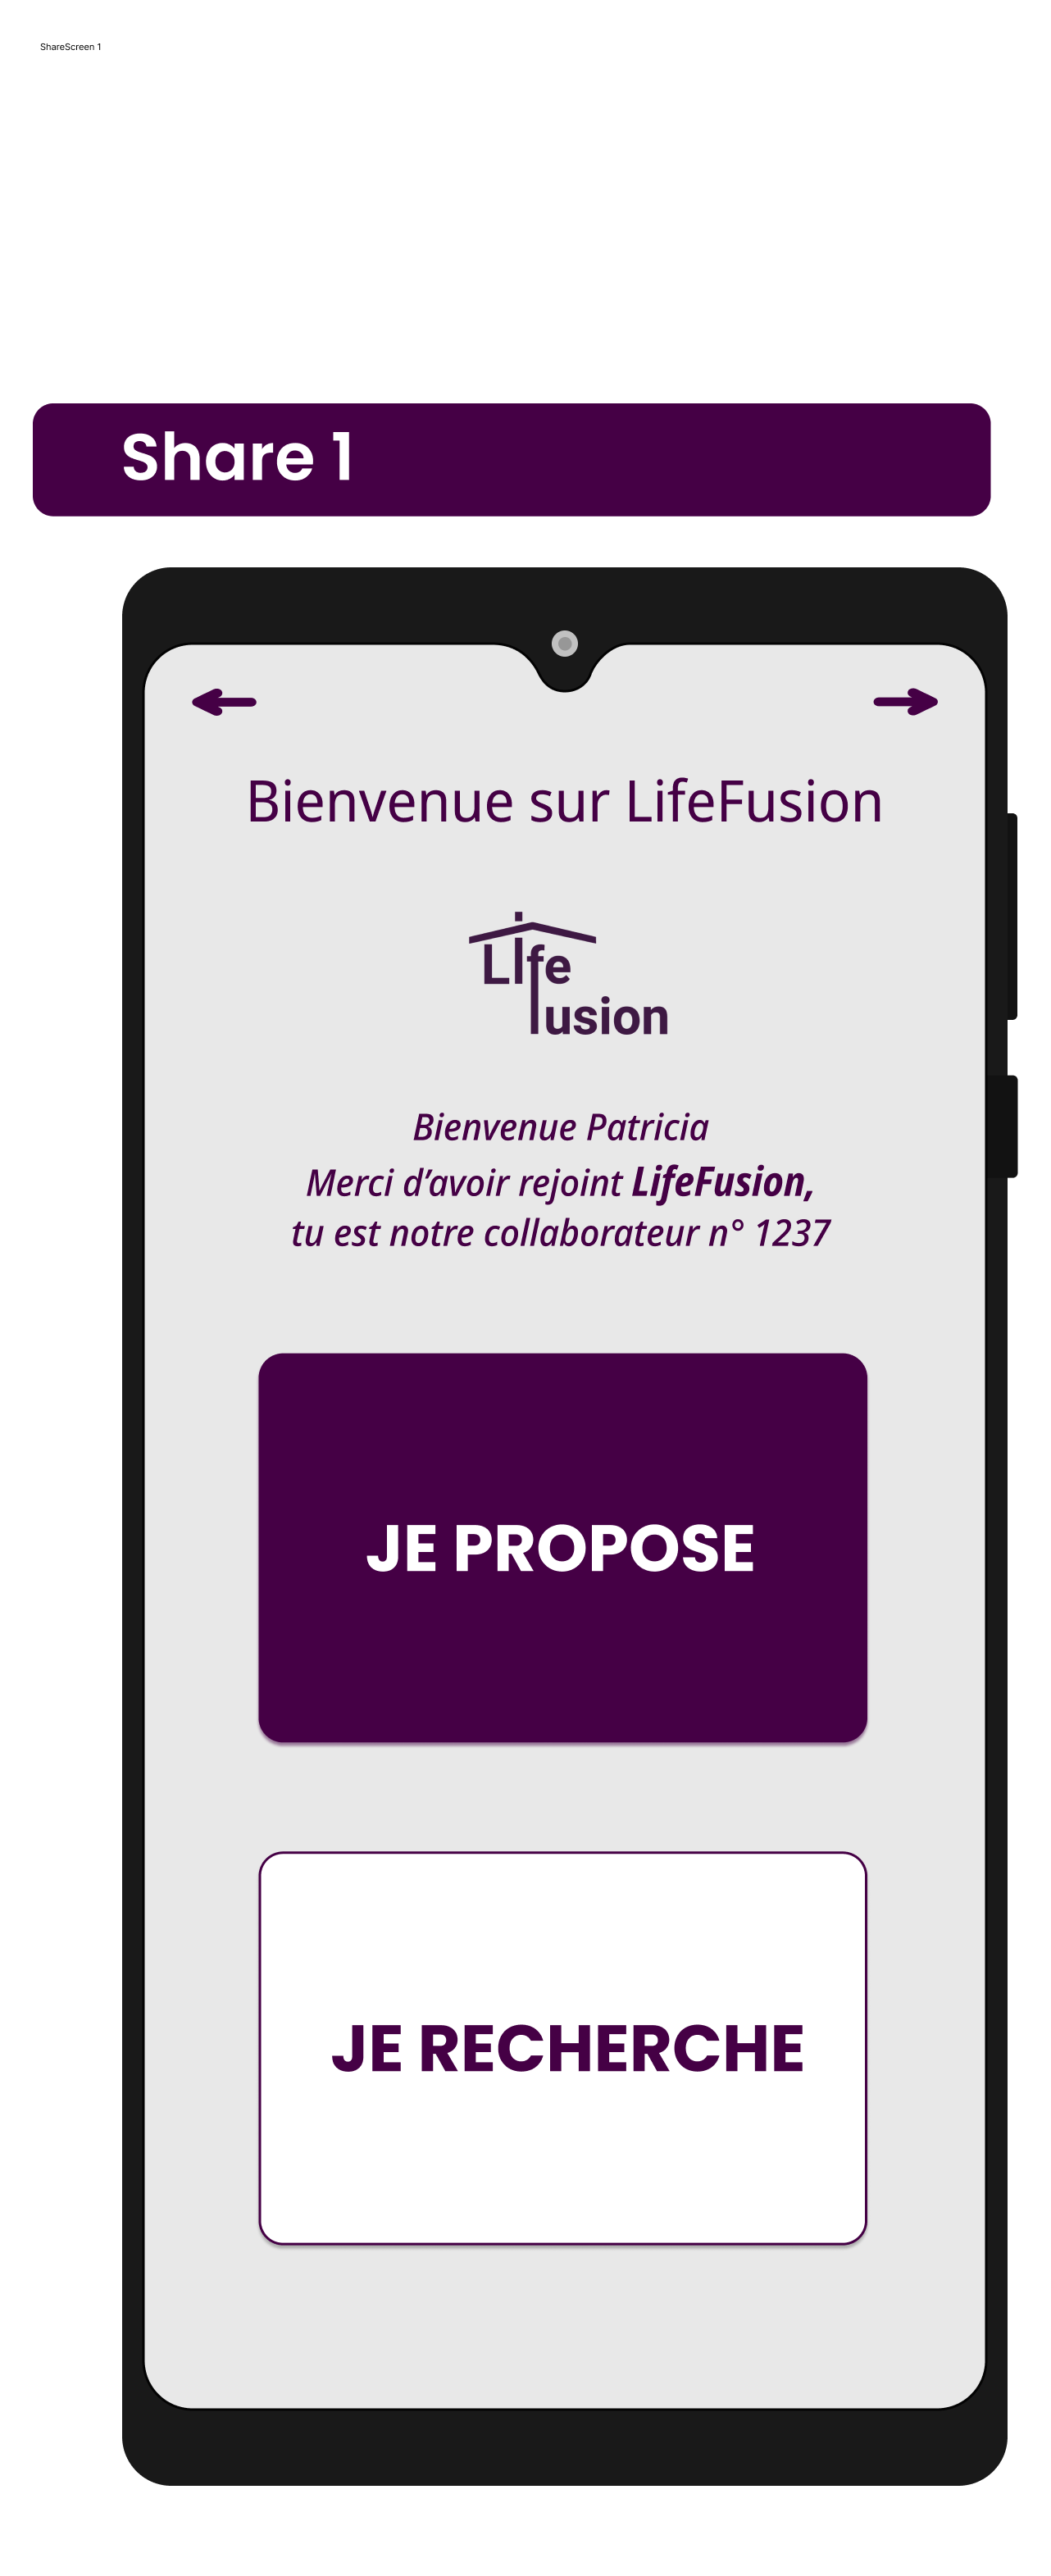 ShareScreen 1
Share 1
Bienvenue sur LifeFusion
LIfe
fusion
Bienvenue Patricia
Merci d’avoir rejoint LifeFusion,
tu est notre collaborateur n° 1237
JE PROPOSE
JE RECHERCHE